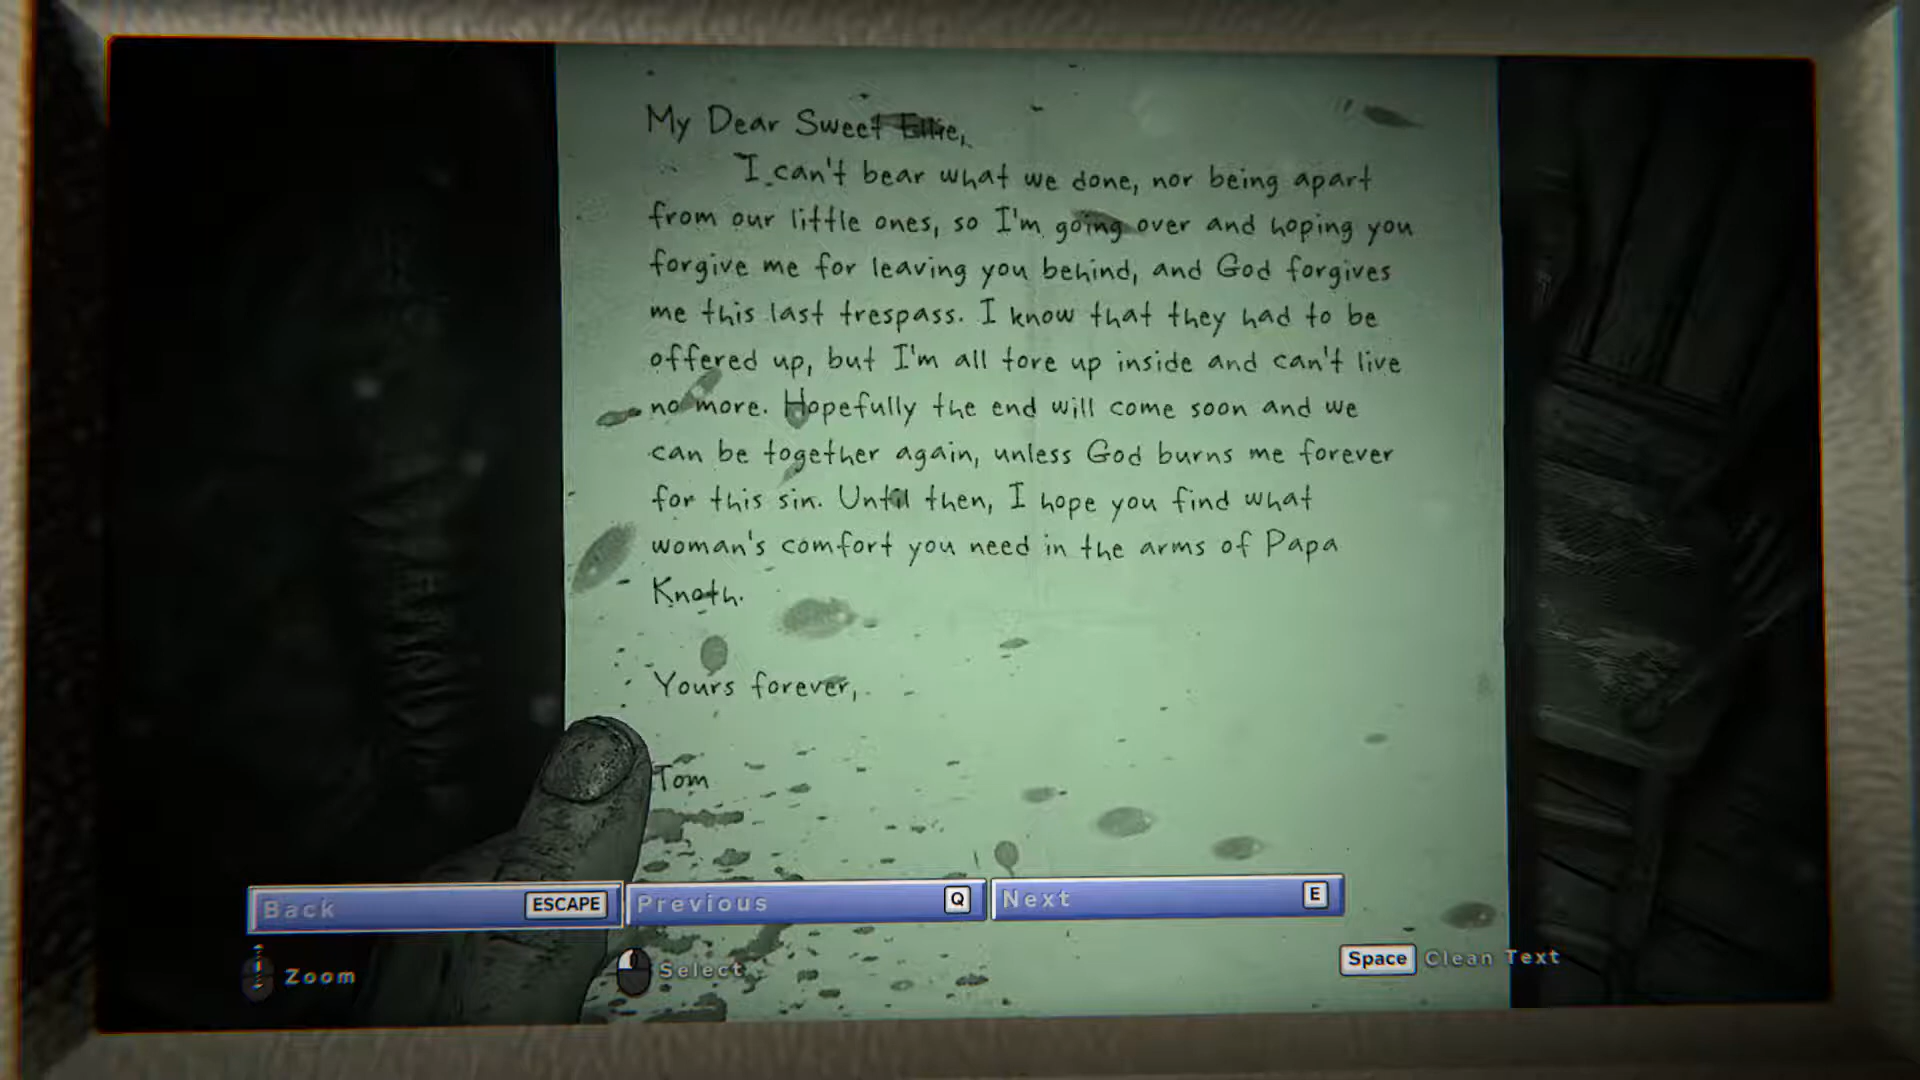 My Dear Sweet Ellie,
I can't bear what we done, nor being apart
from our little ones, so I'm going over and hoping you
forgive me for leaving you behind, and God forgives
me this last trespass. I know that they had to be
offered up, but I'm all tore up inside and can't live
no more. Hopefully the end will come soon and we
can be together again, unless God burns me forever
for this sin. Until then, I hope you find what
woman's comfort you need in the arms of Papa
Knoth.
Yours forever,
Tom
Back ESCAPE Previous Q Next E
Zoom Select Space Clean Text